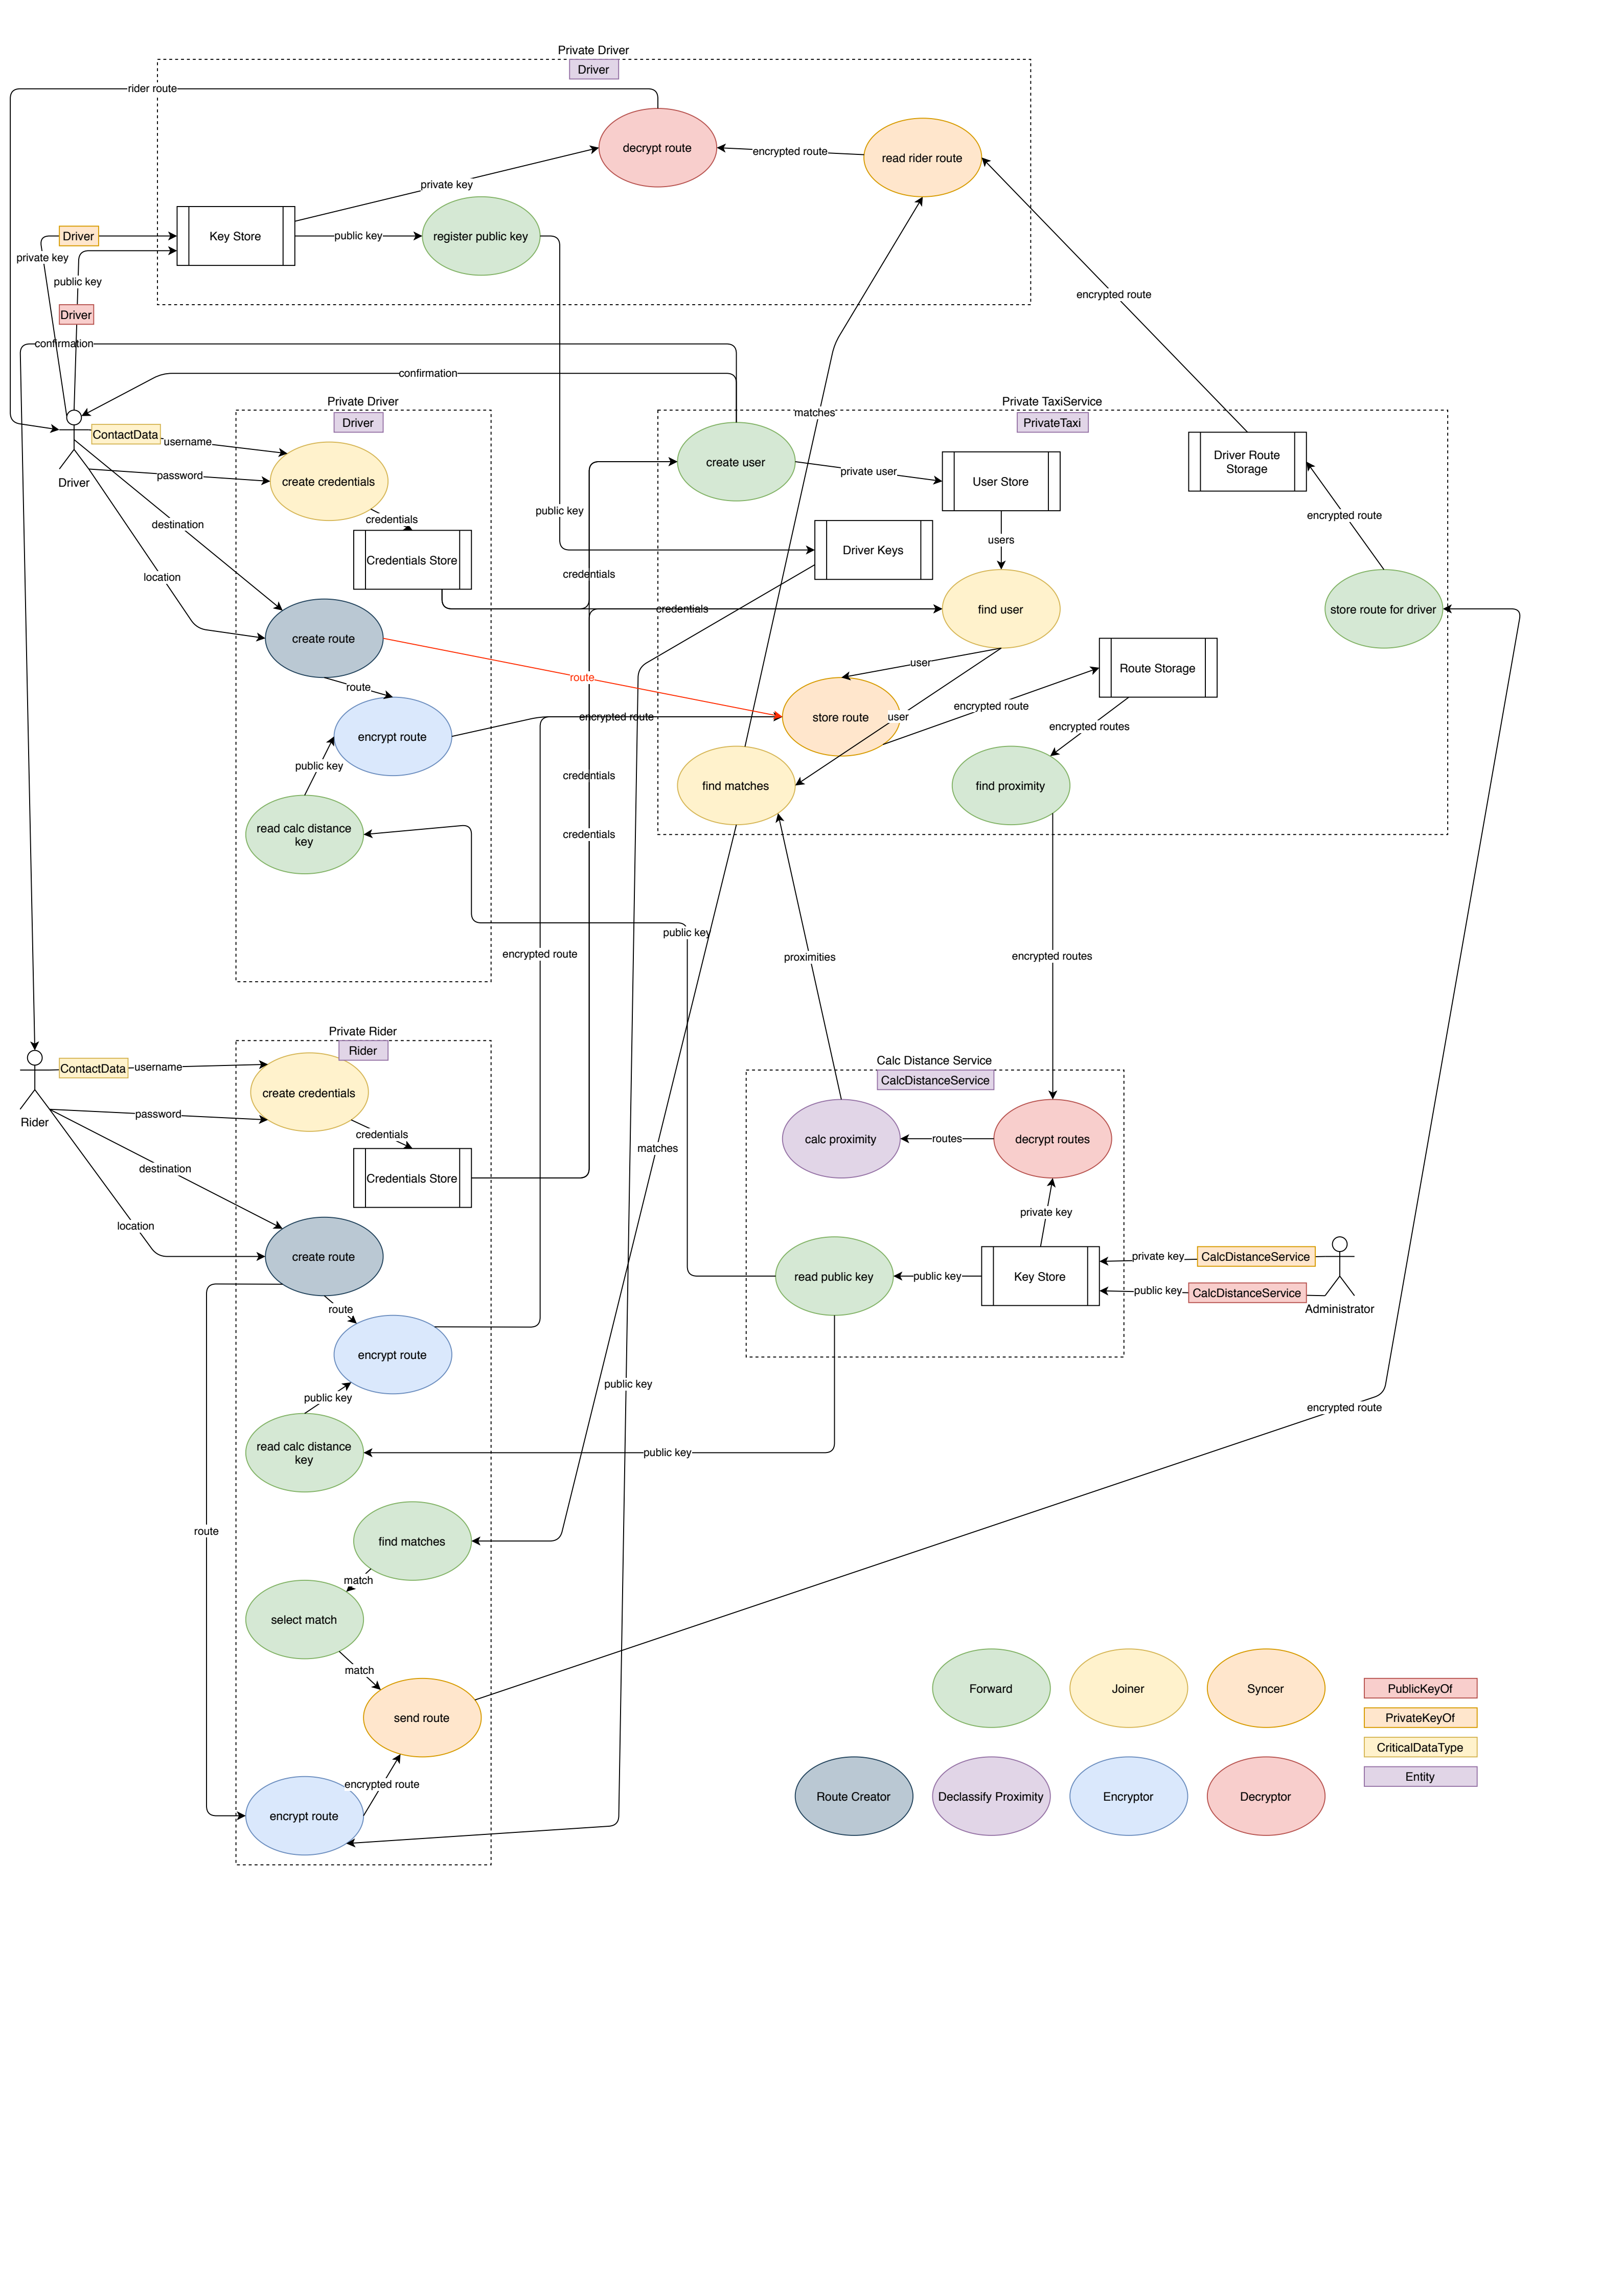 Private Driver
Driver
rider route
decrypt route
encrypted route
read rider route
private key
Driver
Key Store
public key
register public key
private key
public key
encrypted route
Driver
confirmation
confirmation
Private Driver
Driver
Private TaxiService
PrivateTaxi
matches
ContactData
username
create credentials
password
Driver
create user
private user
User Store
Driver Route
Storage
credentials
public key
encrypted route
destination
users
Credentials Store
Driver Keys
location
credentials
credentials
find user
store route for driver
create route
user
Route Storage
route
route
encrypted route
store route
user
encrypted route
encrypted routes
encrypt route
public key
credentials
find matches
find proximity
read calc distance
key
credentials
public key
encrypted route
proximities
encrypted routes
Private Rider
Rider
Calc Distance Service
CalcDistanceService
ContactData
username
create credentials
password
Rider
credentials
calc proximity
routes
decrypt routes
matches
destination
Credentials Store
private key
location
create route
private key
CalcDistanceService
read public key
public key
Key Store
public key
CalcDistanceService
Administrator
route
encrypt route
public key
public key
encrypted route
read calc distance
key
public key
route
find matches
match
select match
match
send route
Forward
Joiner
Syncer
PublicKeyOf
PrivateKeyOf
CriticalDataType
Entity
encrypted route
encrypt route
Route Creator
Declassify Proximity
Encryptor
Decryptor